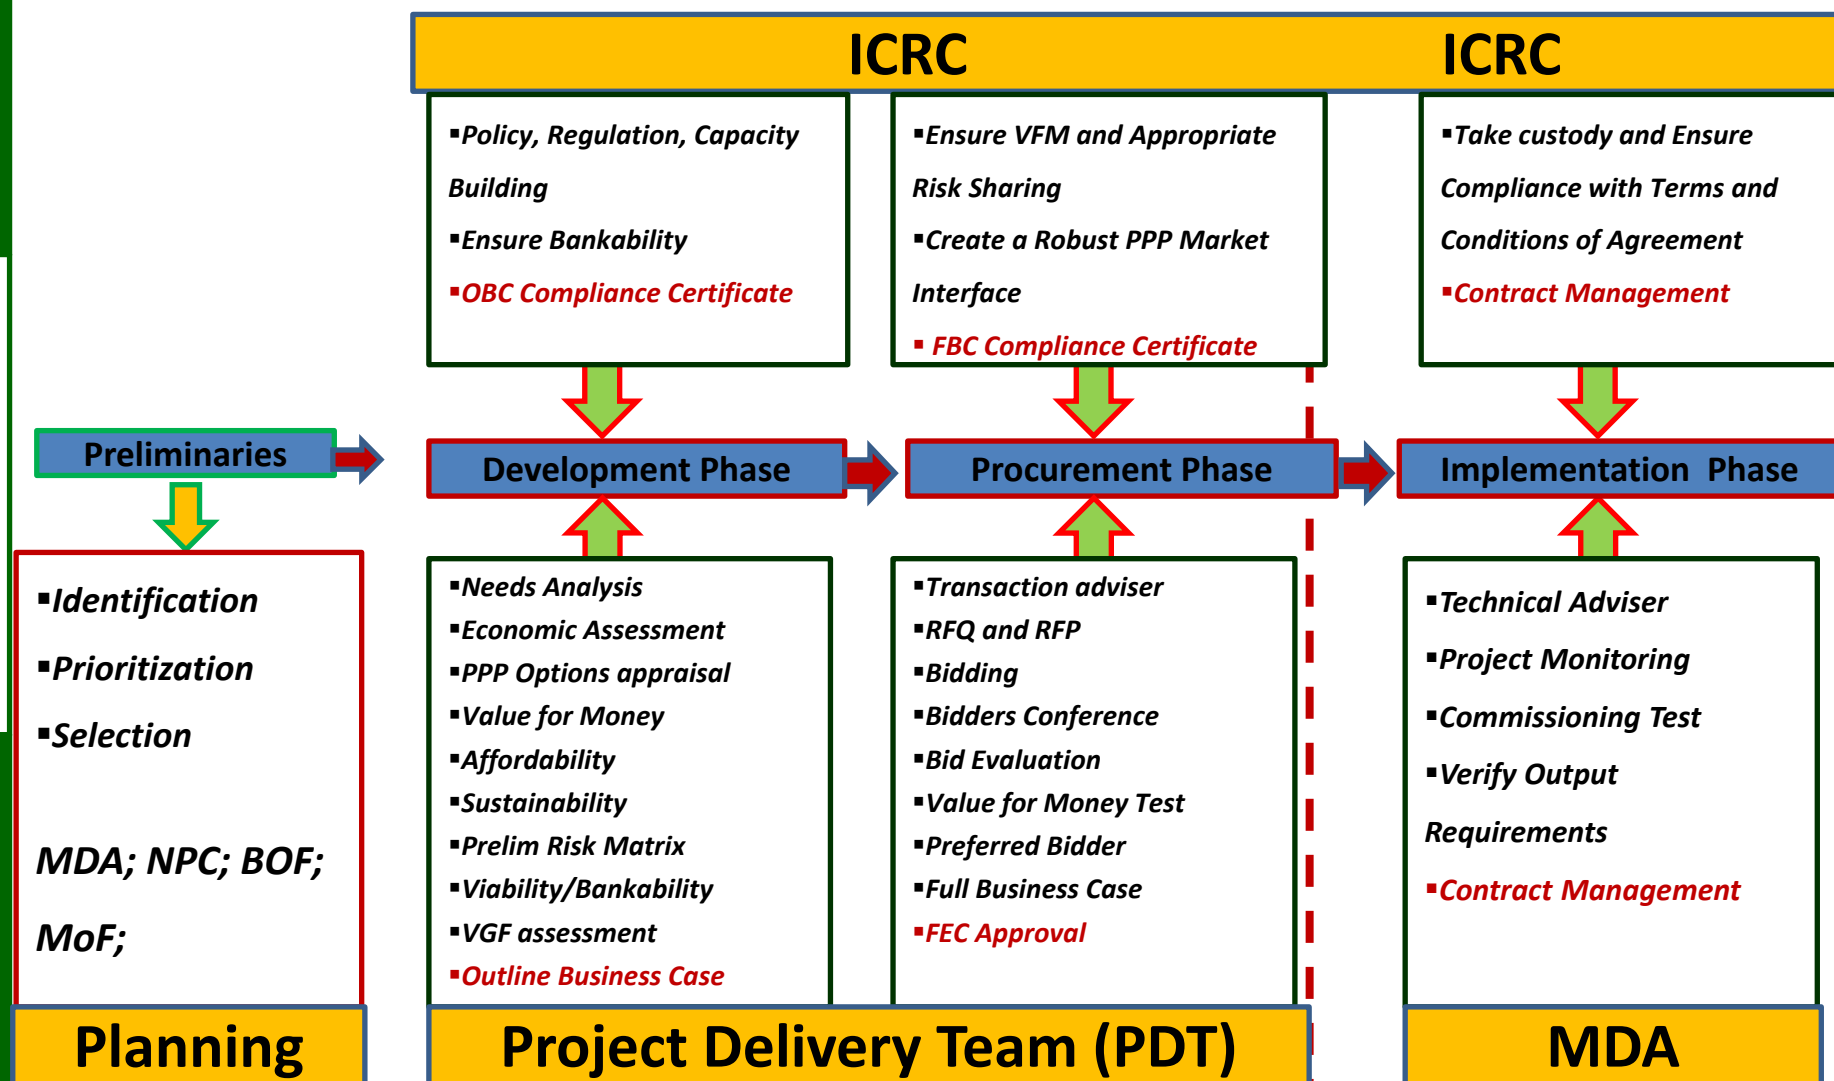 ICRC ICRC
▪Policy, Regulation, Capacity
Building
▪Ensure Bankability
▪OBC Compliance Certificate
▪Ensure VFM and Appropriate
Risk Sharing
▪Create a Robust PPP Market
Interface
▪ FBC Compliance Certificate
▪Take custody and Ensure
Compliance with Terms and
Conditions of Agreement
▪Contract Management
Preliminaries
Development Phase
Procurement Phase
Implementation Phase
▪Identification
▪Prioritization
▪Selection
MDA; NPC; BOF;
MoF;
▪Needs Analysis
▪Economic Assessment
▪PPP Options appraisal
▪Value for Money
▪Affordability
▪Sustainability
▪Prelim Risk Matrix
▪Viability/Bankability
▪VGF assessment
▪Outline Business Case
▪Transaction adviser
▪RFQ and RFP
▪Bidding
▪Bidders Conference
▪Bid Evaluation
▪Value for Money Test
▪Preferred Bidder
▪Full Business Case
▪FEC Approval
▪Technical Adviser
▪Project Monitoring
▪Commissioning Test
▪Verify Output
Requirements
▪Contract Management
Planning
Project Delivery Team (PDT)
MDA